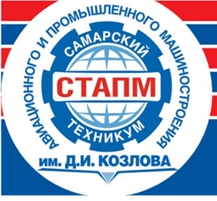 АВИАЦИОННОГО И ПРОМЫШЛЕННОГО МАШИНОСТРОЕНИЯ
САМАРСКИЙ
СТАПМ
ТЕХНИКУМ
им. Д.И. КОЗЛОВА